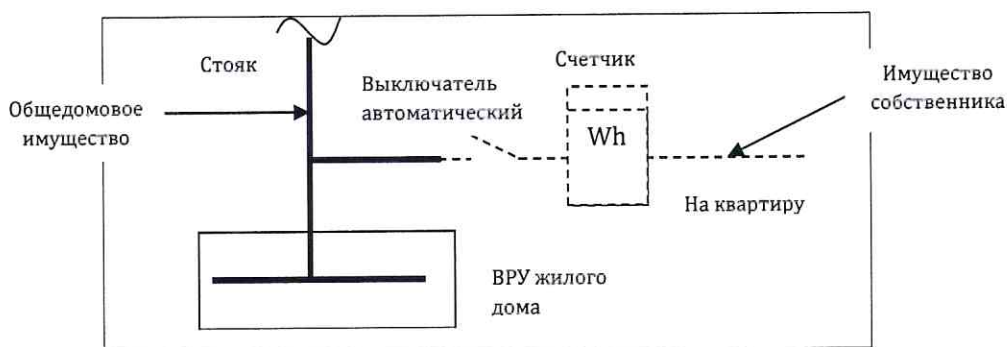 Стояк
Общедомовое
имущество
Выключатель
автоматический
Счетчик
Wh
Имущество
собственника
На квартиру
ВРУ жилого
дома